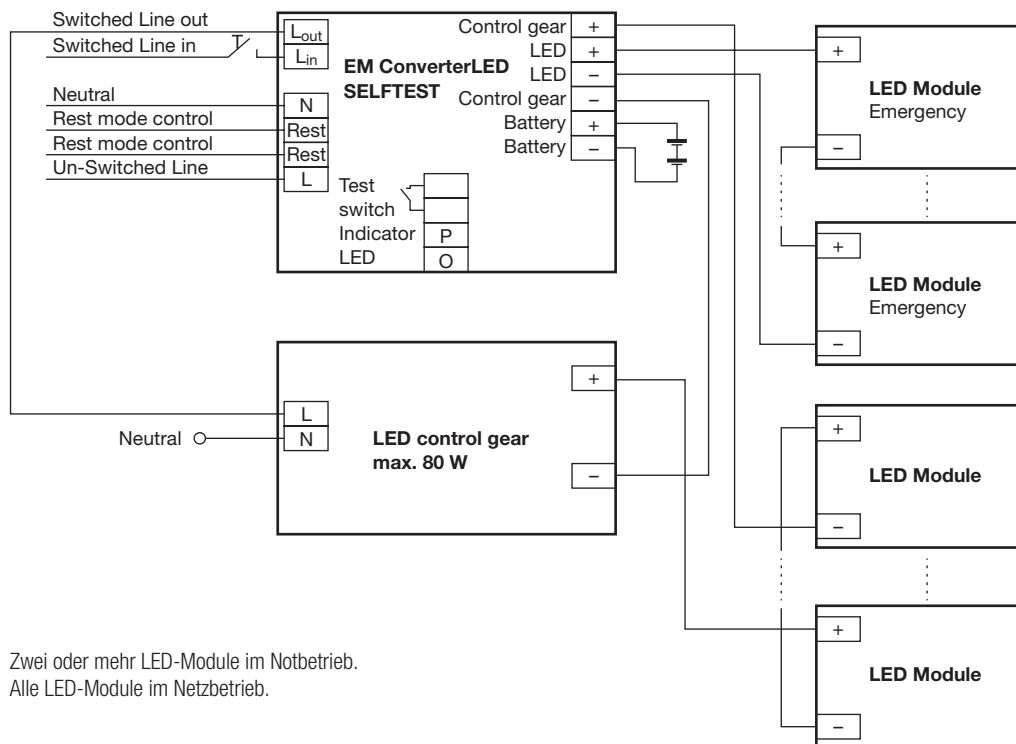 Switched Line out
Switched Line in
Neutral
Rest mode control
Rest mode control
Un-Switched Line
Lout
Lin
N
Rest
Rest
L
EM ConverterLED
SELFTEST
Test
switch
Indicator P
LED O
Control gear +
LED +
LED –
Control gear –
Battery +
Battery –
+
LED Module
Emergency
–
+
LED Module
Emergency
–
Neutral
L
N
LED control gear
max. 80 W
+
–
+
LED Module
–
+
LED Module
–
Zwei oder mehr LED-Module im Notbetrieb.
Alle LED-Module im Netzbetrieb.